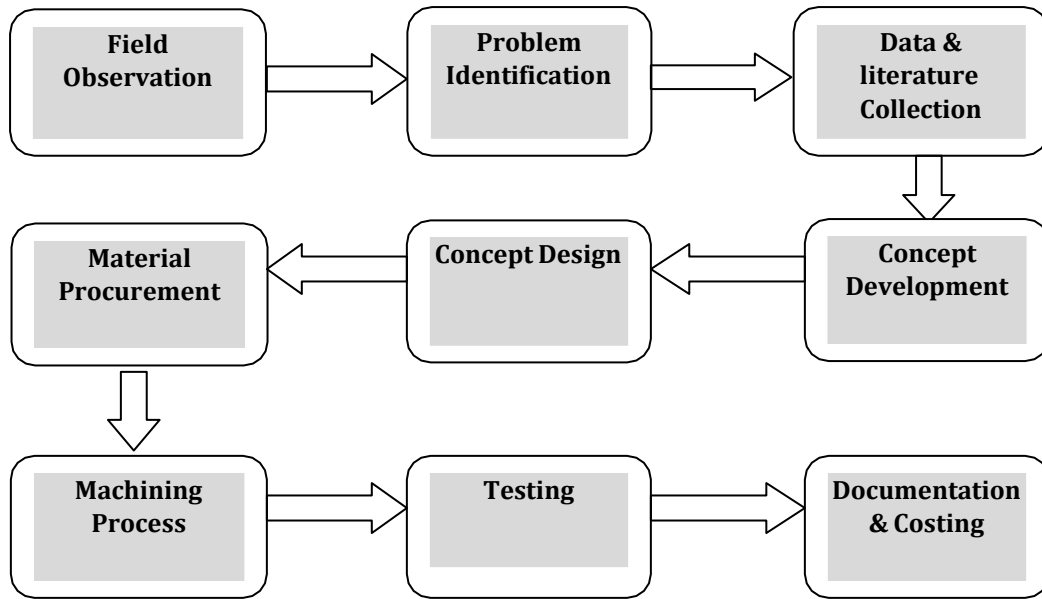 Field
Observation
Problem
Identification
Data &
literature
Collection
Material
Procurement
Concept Design
Concept
Development
Machining
Process
Testing
Documentation
& Costing